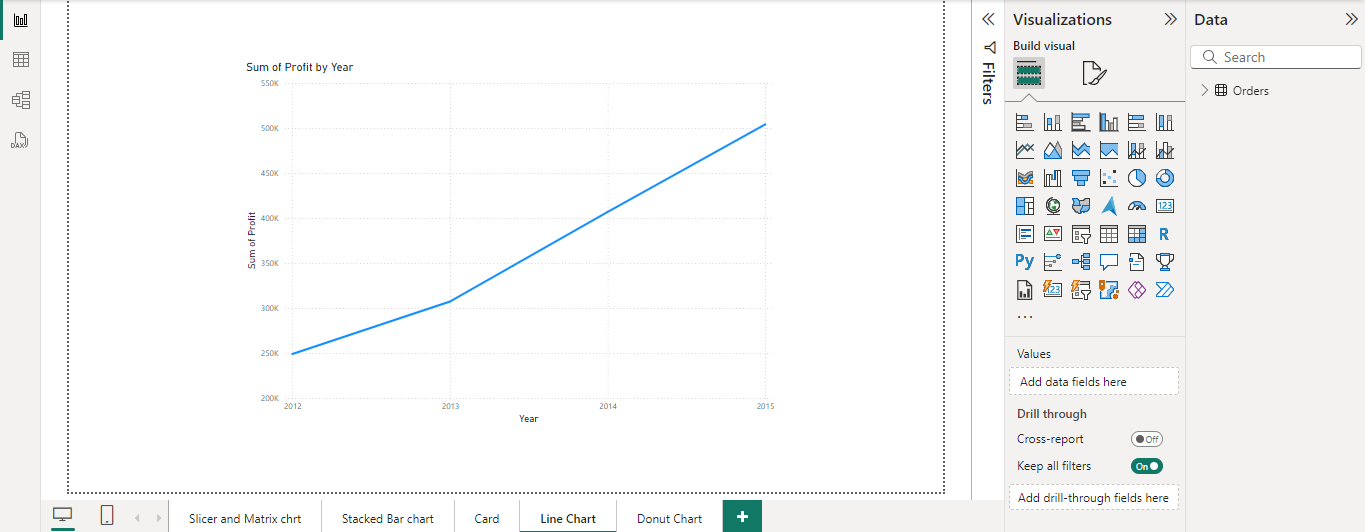 Sum of Profit by Year
550K
500K
450K
400K
350K
300K
250K
200K
Sum of Profit
2012
2013
2014
2015
Year
Filters
Visualizations
Build visual
123
R
Py
123
...
Values
Add data fields here
Drill through
Cross-report
Off
Keep all filters
On
Add drill-through fields here
Data
Search
Orders
DAX
Slicer and Matrix chrt
Stacked Bar chart
Card
Line Chart
Donut Chart
+